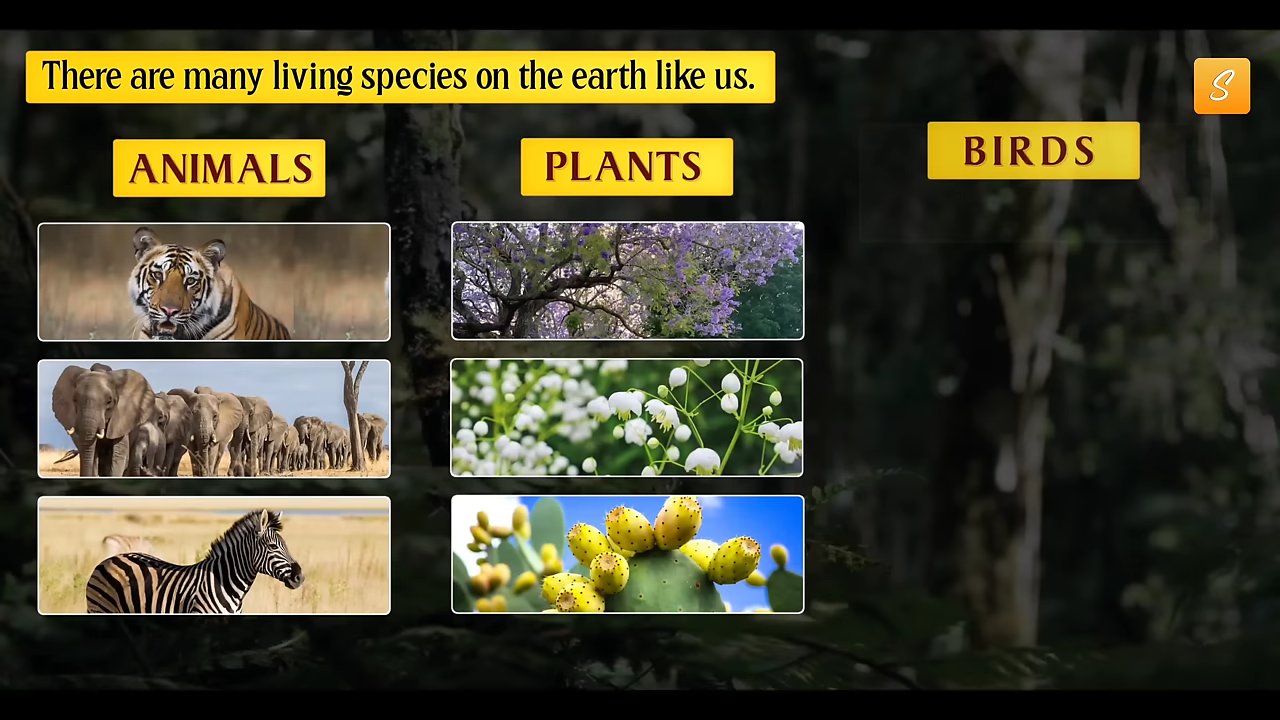 There are many living species on the earth like us.
S
ANIMALS
PLANTS
BIRDS